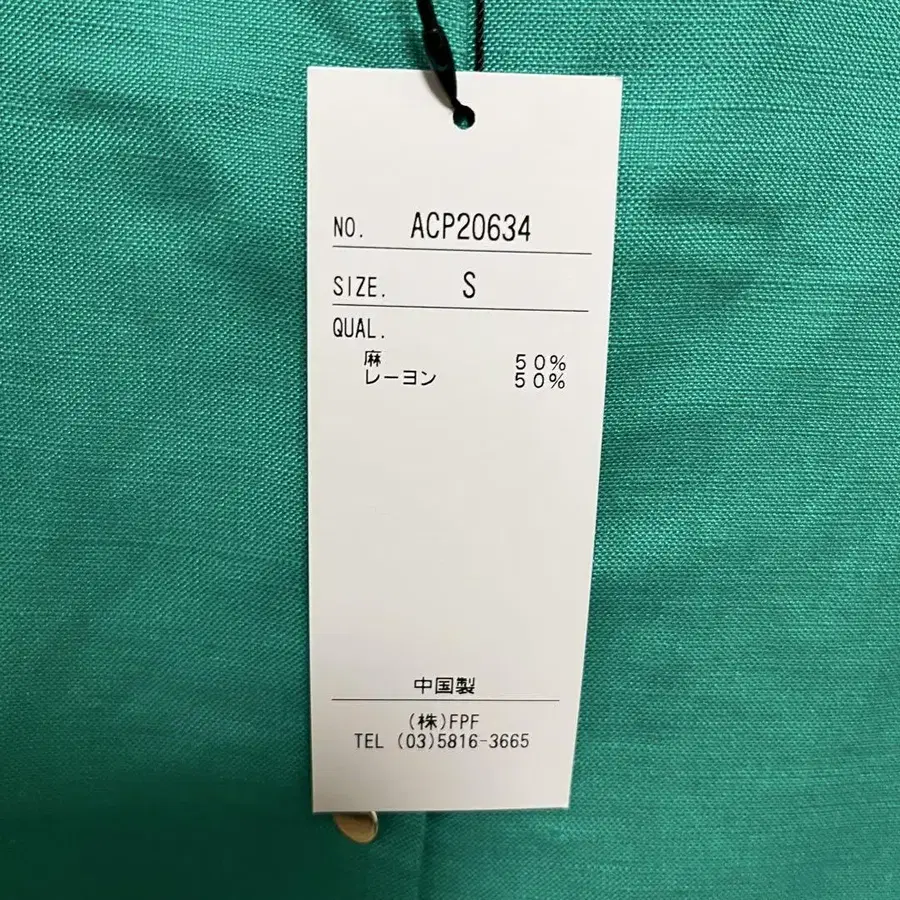 NO. ACP20634
SIZE. S
QUAL.
麻 50%
レーヨン 50%
中国製
(株)FPF
TEL (03)5816-3665